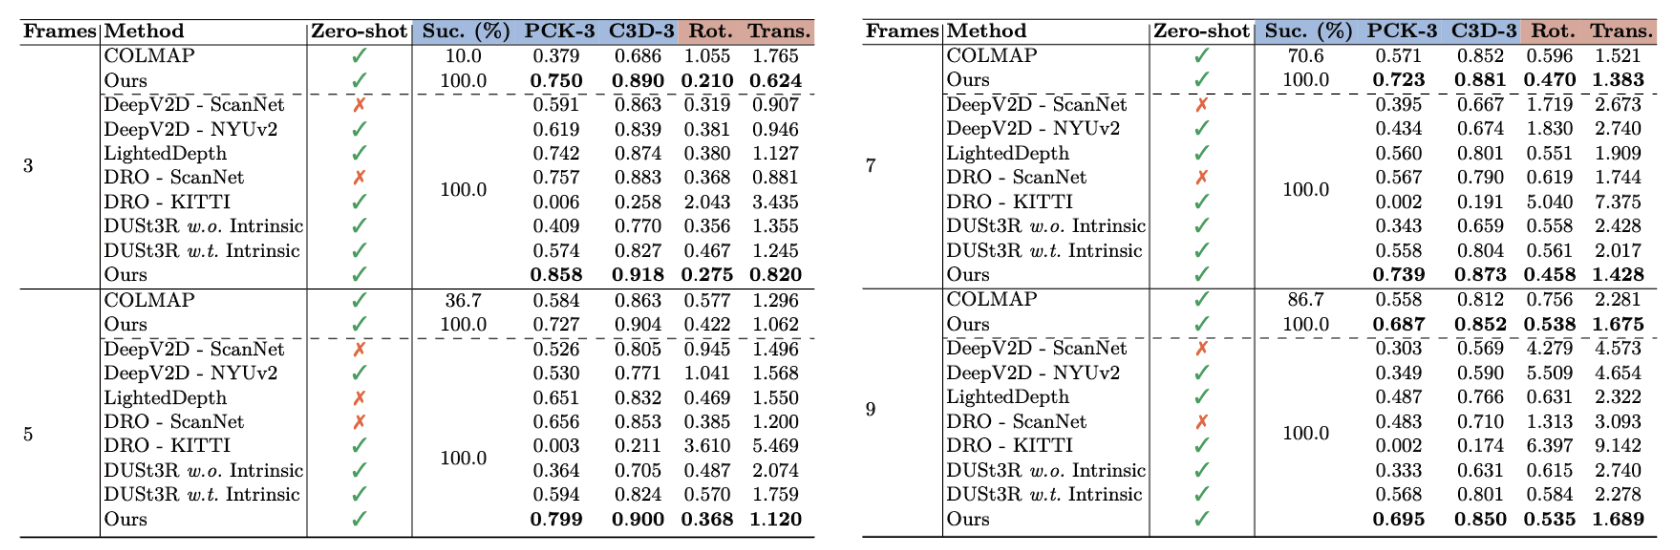 Frames Method Zero-shot Suc. (%) PCK-3 C3D-3 Rot. Trans.
COLMAP ✓ 10.0 0.379 0.686 1.055 1.765
Ours ✓ 100.0 0.750 0.890 0.210 0.624
DeepV2D - ScanNet ✗ 0.591 0.863 0.319 0.907
DeepV2D - NYUv2 ✓ 0.619 0.839 0.381 0.946
3 LightedDepth ✓ 0.742 0.874 0.380 1.127
DRO - ScanNet ✗ 100.0 0.757 0.883 0.368 0.881
DRO - KITTI ✓ 0.006 0.258 2.043 3.435
DUSt3R w.o. Intrinsic ✓ 0.409 0.770 0.356 1.355
DUSt3R w.t. Intrinsic ✓ 0.574 0.827 0.467 1.245
Ours ✓ 0.858 0.918 0.275 0.820
COLMAP ✓ 36.7 0.584 0.863 0.577 1.296
Ours ✓ 100.0 0.727 0.904 0.422 1.062
DeepV2D - ScanNet ✗ 0.526 0.805 0.945 1.496
DeepV2D - NYUv2 ✓ 0.530 0.771 1.041 1.568
LightedDepth ✗ 0.651 0.832 0.469 1.550
5 DRO - ScanNet ✗ 0.656 0.853 0.385 1.200
DRO - KITTI ✓ 100.0 0.003 0.211 3.610 5.469
DUSt3R w.o. Intrinsic ✓ 0.364 0.705 0.487 2.074
DUSt3R w.t. Intrinsic ✓ 0.594 0.824 0.570 1.759
Ours ✓ 0.799 0.900 0.368 1.120
Frames Method Zero-shot Suc. (%) PCK-3 C3D-3 Rot. Trans.
COLMAP ✓ 70.6 0.571 0.852 0.596 1.521
Ours ✓ 100.0 0.723 0.881 0.470 1.383
DeepV2D - ScanNet ✗ 0.395 0.667 1.719 2.673
DeepV2D - NYUv2 ✓ 0.434 0.674 1.830 2.740
7 LightedDepth ✓ 0.560 0.801 0.551 1.909
DRO - ScanNet ✗ 100.0 0.567 0.790 0.619 1.744
DRO - KITTI ✓ 0.002 0.191 5.040 7.375
DUSt3R w.o. Intrinsic ✓ 0.343 0.659 0.558 2.428
DUSt3R w.t. Intrinsic ✓ 0.558 0.804 0.561 2.017
Ours ✓ 0.739 0.873 0.458 1.428
COLMAP ✓ 86.7 0.558 0.812 0.756 2.281
Ours ✓ 100.0 0.687 0.852 0.538 1.675
DeepV2D - ScanNet ✗ 0.303 0.569 4.279 4.573
DeepV2D - NYUv2 ✓ 0.349 0.590 5.509 4.654
LightedDepth ✓ 0.487 0.766 0.631 2.322
9 DRO - ScanNet ✗ 100.0 0.483 0.710 1.313 3.093
DRO - KITTI ✓ 0.002 0.174 6.397 9.142
DUSt3R w.o. Intrinsic ✓ 0.333 0.631 0.615 2.740
DUSt3R w.t. Intrinsic ✓ 0.568 0.801 0.584 2.278
Ours ✓ 0.695 0.850 0.535 1.689